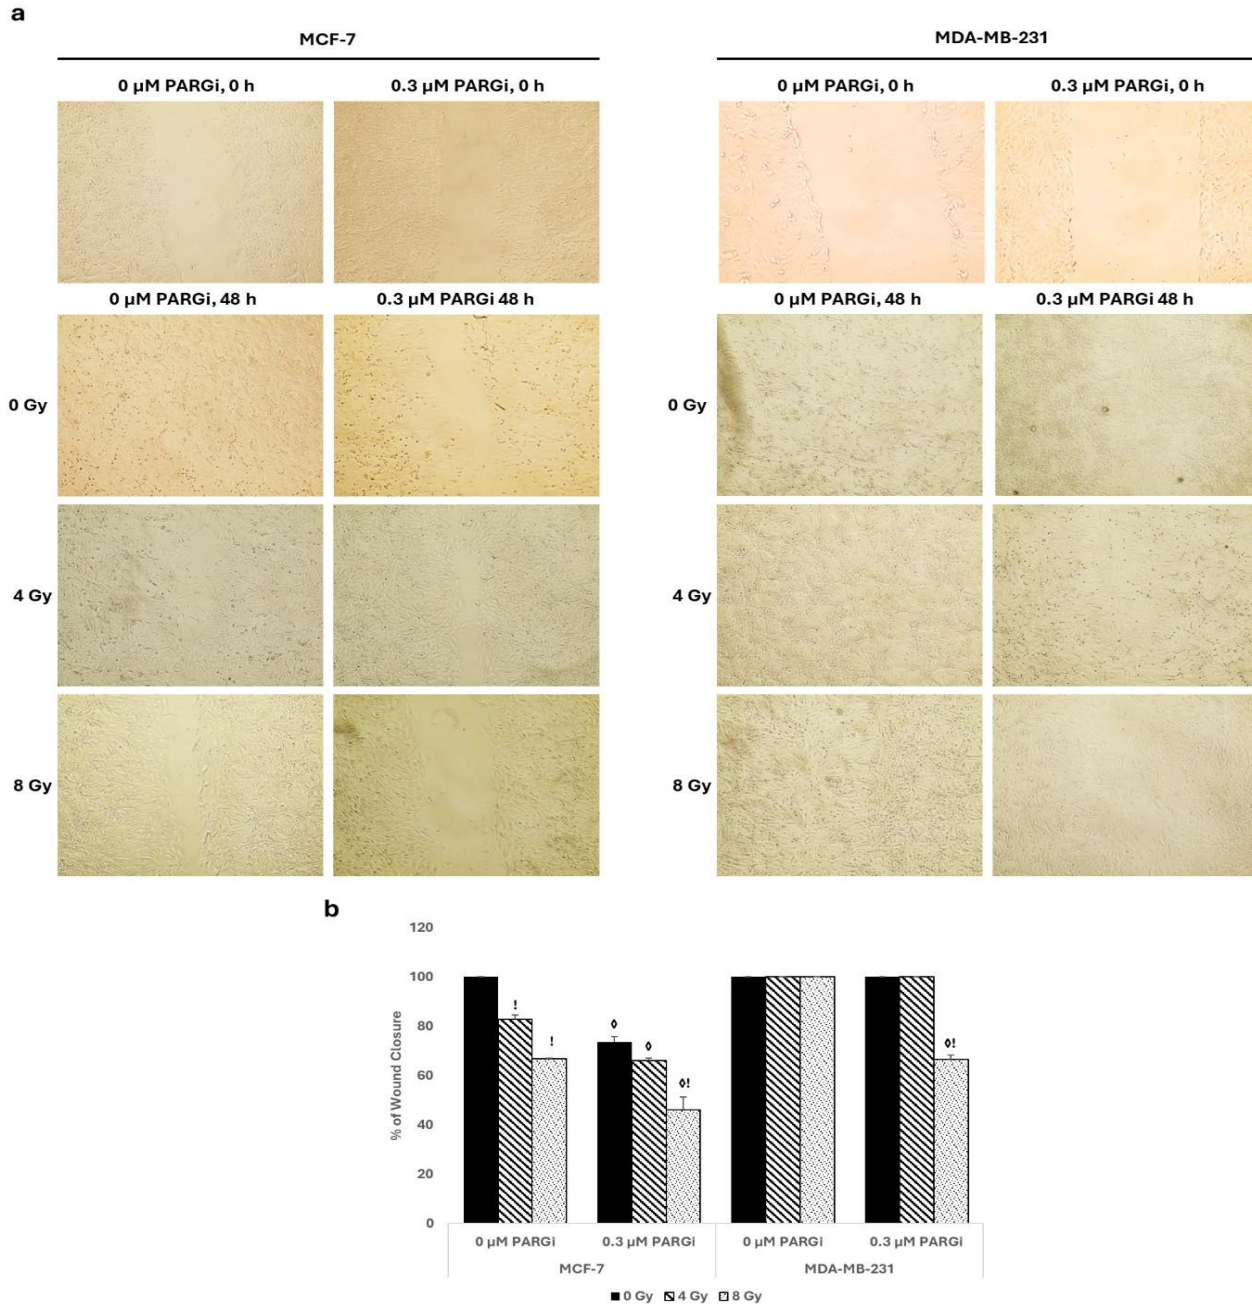 a
MCF-7
MDA-MB-231
0 µM PARGi, 0 h
0.3 µM PARGi, 0 h
0 µM PARGi, 0 h
0.3 µM PARGi, 0 h
0 µM PARGi, 48 h
0.3 µM PARGi 48 h
0 µM PARGi, 48 h
0.3 µM PARGi 48 h
0 Gy
0 Gy
4 Gy
4 Gy
8 Gy
8 Gy
b
120
100
80
60
40
20
0
% of Wound Closure
!
!
◊
◊
◊!
◊!
0 µM PARGi
0.3 µM PARGi
0 µM PARGi
0.3 µM PARGi
MCF-7
MDA-MB-231
0 Gy
4 Gy
8 Gy